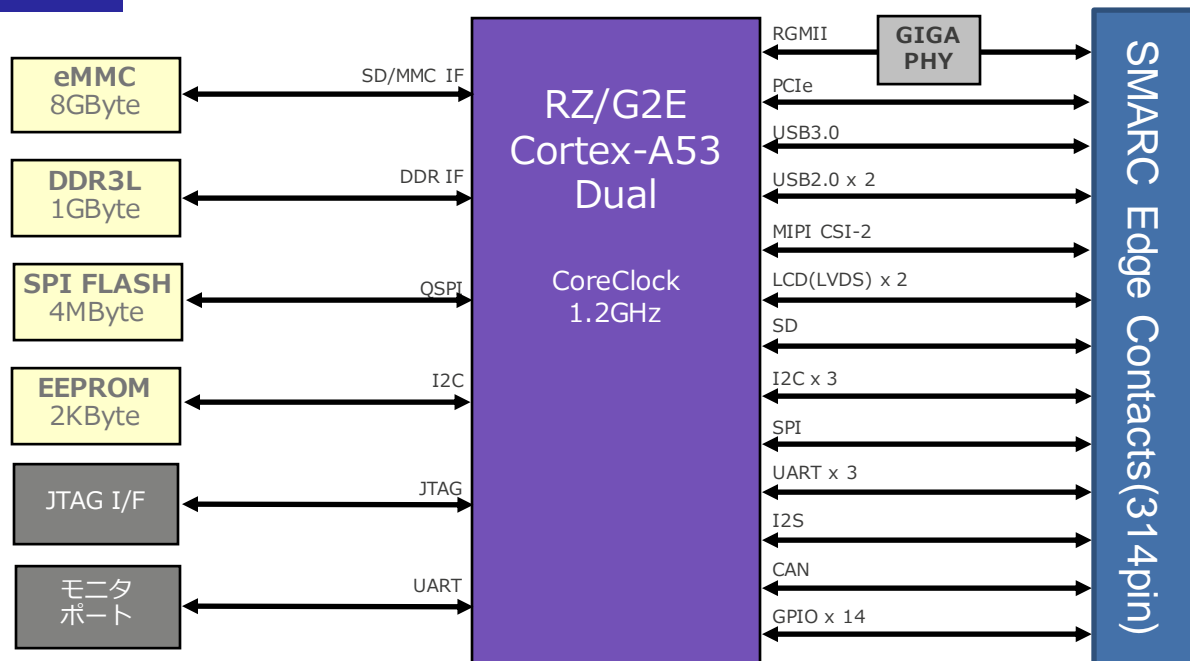 eMMC
8GByte
SD/MMC IF
DDR3L
1GByte
DDR IF
SPI FLASH
4MByte
QSPI
EEPROM
2KByte
I2C
JTAG I/F
JTAG
モニタ
ポート
UART
RZ/G2E
Cortex-A53
Dual
CoreClock
1.2GHz
RGMII
GIGA
PHY
PCIe
USB3.0
USB2.0 x 2
MIPI CSI-2
LCD(LVDS) x 2
SD
I2C x 3
SPI
UART x 3
I2S
CAN
GPIO x 14
SMARC Edge Contacts(314pin)